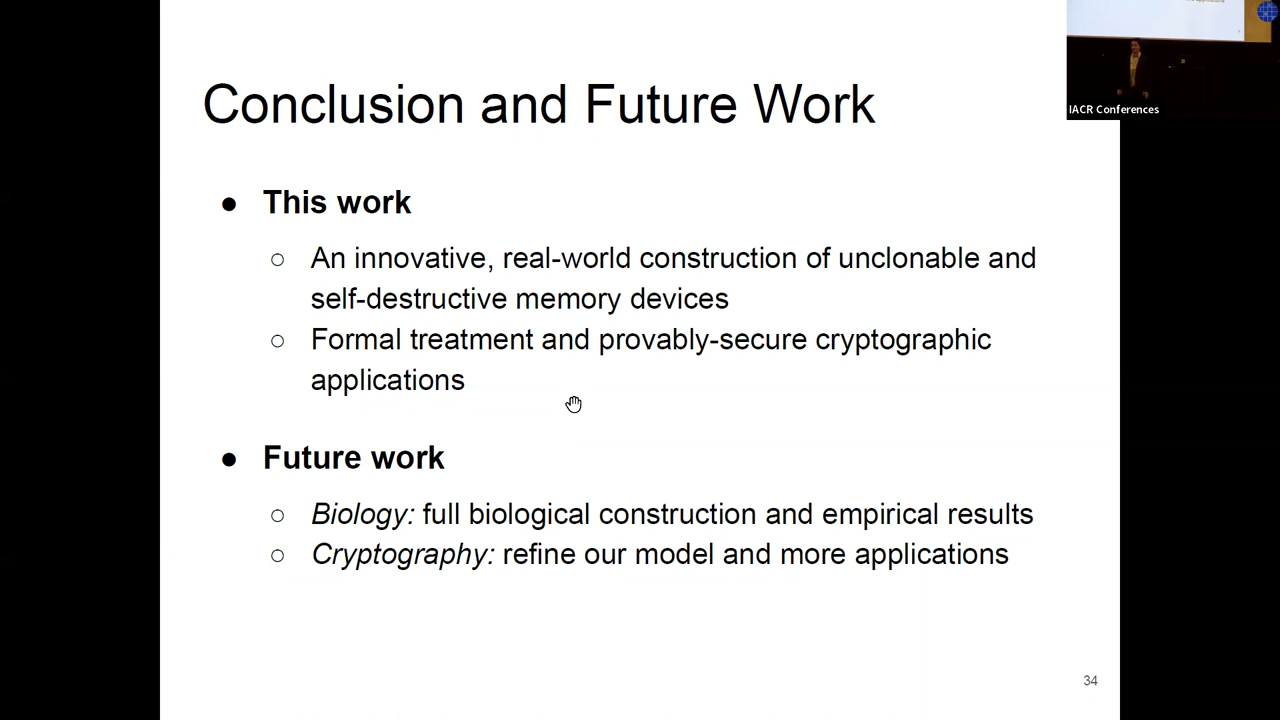 IACR Conferences
Conclusion and Future Work
● This work
○ An innovative, real-world construction of unclonable and
self-destructive memory devices
○ Formal treatment and provably-secure cryptographic
applications
● Future work
○ Biology: full biological construction and empirical results
○ Cryptography: refine our model and more applications
34